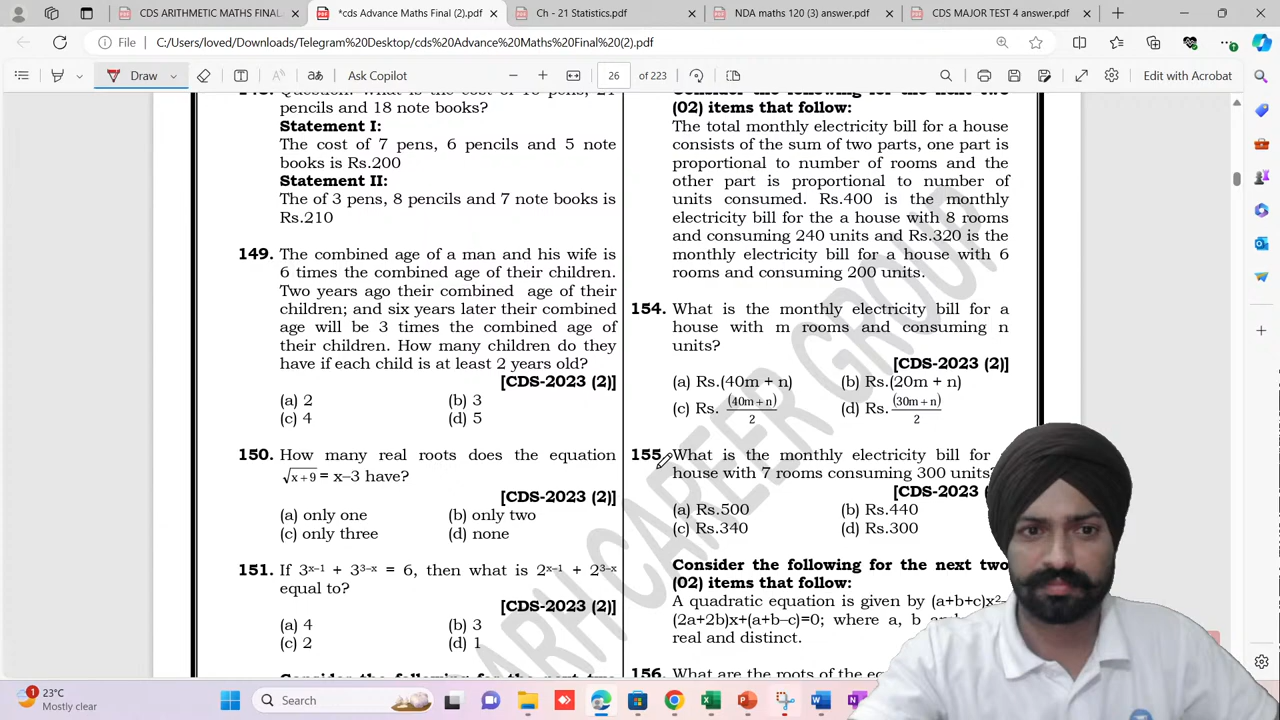 CDS ARITHMETIC MATHS FINAL
*cds Advance Maths Final (2).pdf
Ch - 21 Statistics.pdf
NDA maths 120 (3) answer.pdf
CDS MAJOR TEST 4 answer.pdf
File
C:/Users/loved/Downloads/Telegram%20Desktop/cds%20Advance%20Maths%20Final%20(2).pdf
Draw
Ask Copilot
26
of 223
Edit with Acrobat
148. Question: What is the cost of 10 pens, 21
pencils and 18 note books?
Statement I:
The cost of 7 pens, 6 pencils and 5 note
books is Rs.200
Statement II:
The of 3 pens, 8 pencils and 7 note books is
Rs.210
149. The combined age of a man and his wife is
6 times the combined age of their children.
Two years ago their combined age of their
children; and six years later their combined
age will be 3 times the combined age of
their children. How many children do they
have if each child is at least 2 years old?
[CDS-2023 (2)]
(a) 2 (b) 3
(c) 4 (d) 5
150. How many real roots does the equation
√x+9 = x–3 have?
[CDS-2023 (2)]
(a) only one (b) only two
(c) only three (d) none
151. If 3ˣ⁻¹ + 3³⁻ˣ = 6, then what is 2ˣ⁻¹ + 2³⁻ˣ
equal to?
[CDS-2023 (2)]
(a) 4 (b) 3
(c) 2 (d) 1
Consider the following for the next two
Consider the following for the next two
(02) items that follow:
The total monthly electricity bill for a house
consists of the sum of two parts, one part is
proportional to number of rooms and the
other part is proportional to number of
units consumed. Rs.400 is the monthly
electricity bill for the a house with 8 rooms
and consuming 240 units and Rs.320 is the
monthly electricity bill for a house with 6
rooms and consuming 200 units.
154. What is the monthly electricity bill for a
house with m rooms and consuming n
units?
[CDS-2023 (2)]
(a) Rs.(40m + n) (b) Rs.(20m + n)
(c) Rs. (40m + n)/2 (d) Rs. (30m + n)/2
155. What is the monthly electricity bill for
house with 7 rooms consuming 300 units?
[CDS-2023
(a) Rs.500 (b) Rs.440
(c) Rs.340 (d) Rs.300
Consider the following for the next two
(02) items that follow:
A quadratic equation is given by (a+b+c)x²–
(2a+2b)x+(a+b–c)=0; where a, b
real and distinct.
156. What are the roots of the
ARH CAREER GROUP
1
23°C
Mostly clear
Search